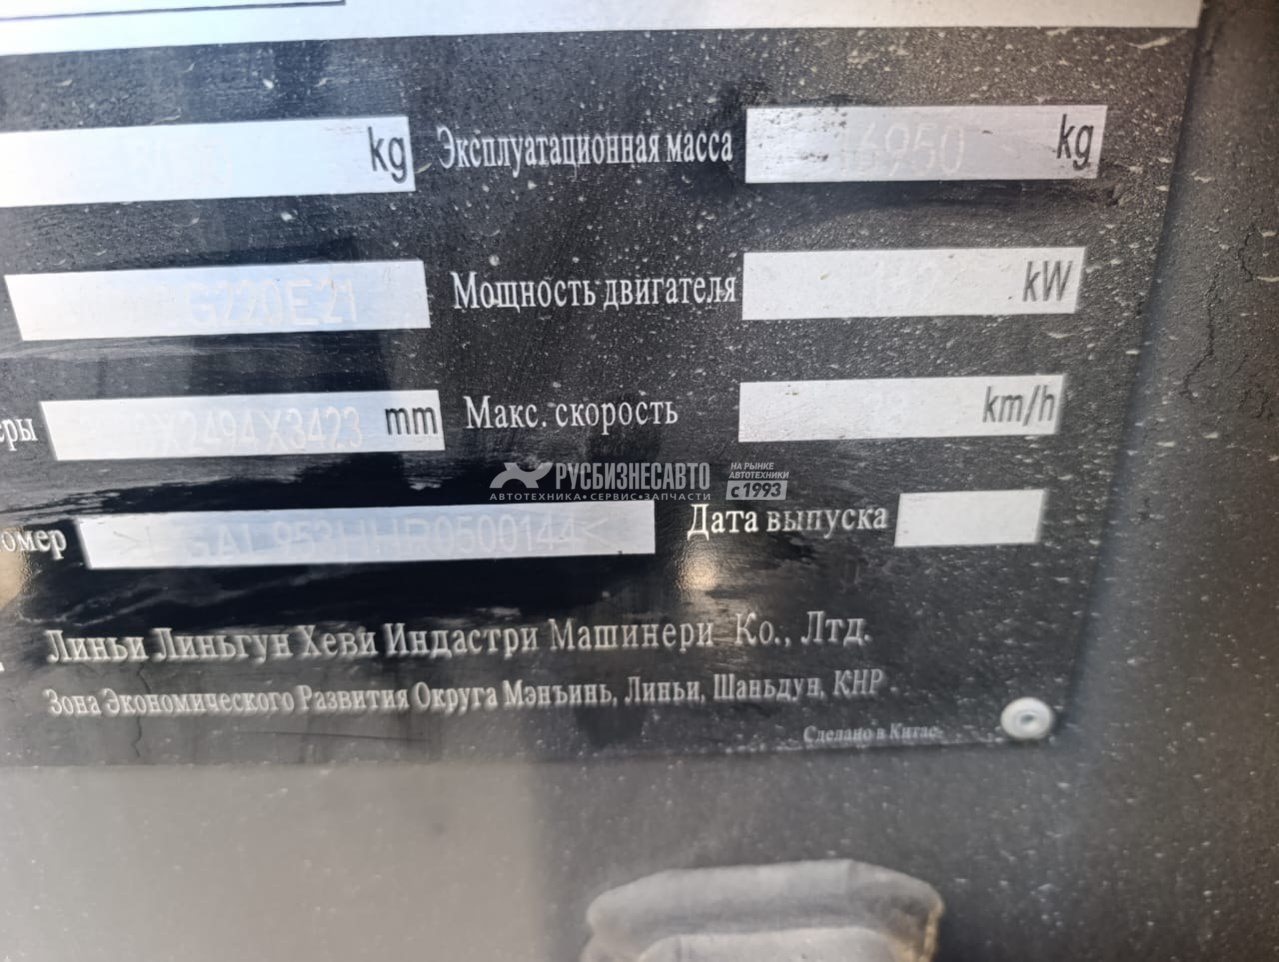 kg Эксплуатационная масса 16950 kg
G220E21 Мощность двигателя kW
X2494X3423 mm Макс. скорость km/h
РУСБИЗНЕСАВТО
АВТОТЕХНИКА•СЕРВИС•ЗАПЧАСТИ
НА РЫНКЕ
АВТОТЕХНИКИ
с 1993
GAL953HHR0500144< Дата выпуска
Линьи Линьгун Хеви Индастри Машинери Ко., Лтд.
Зона Экономического Развития Округа Мэнъинь, Линьи, Шаньдун, КНР
Сделано в Китае